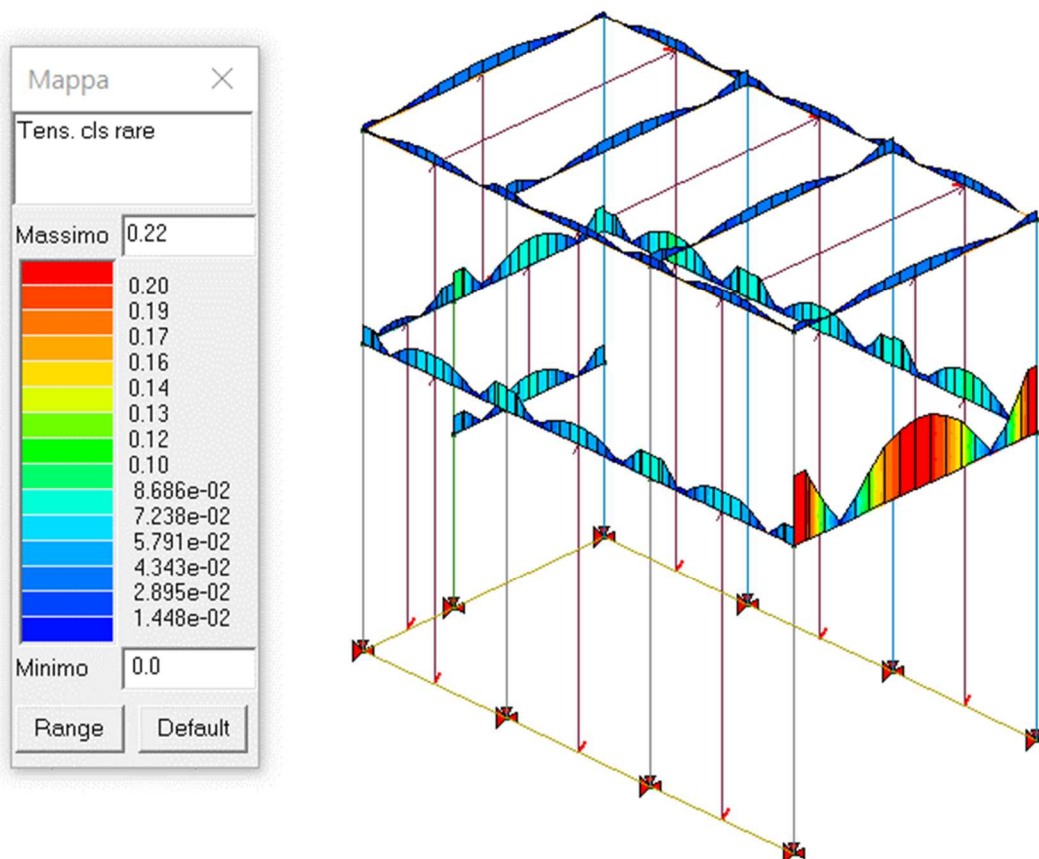 Mappa
Tens. cls rare
Massimo 0.22
0.20
0.19
0.17
0.16
0.14
0.13
0.12
0.10
8.686e-02
7.238e-02
5.791e-02
4.343e-02
2.895e-02
1.448e-02
Minimo 0.0
Range Default